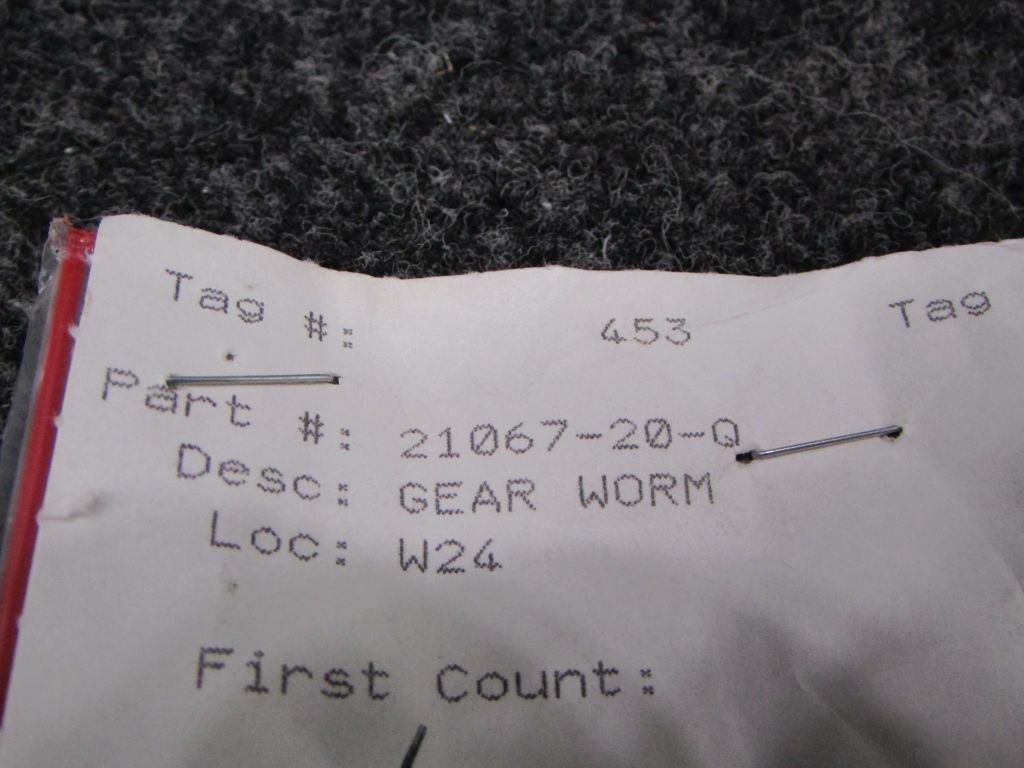 Tag #: 453 Tag
Part #: 21067-20-Q
Desc: GEAR WORM
Loc: W24
First Count: